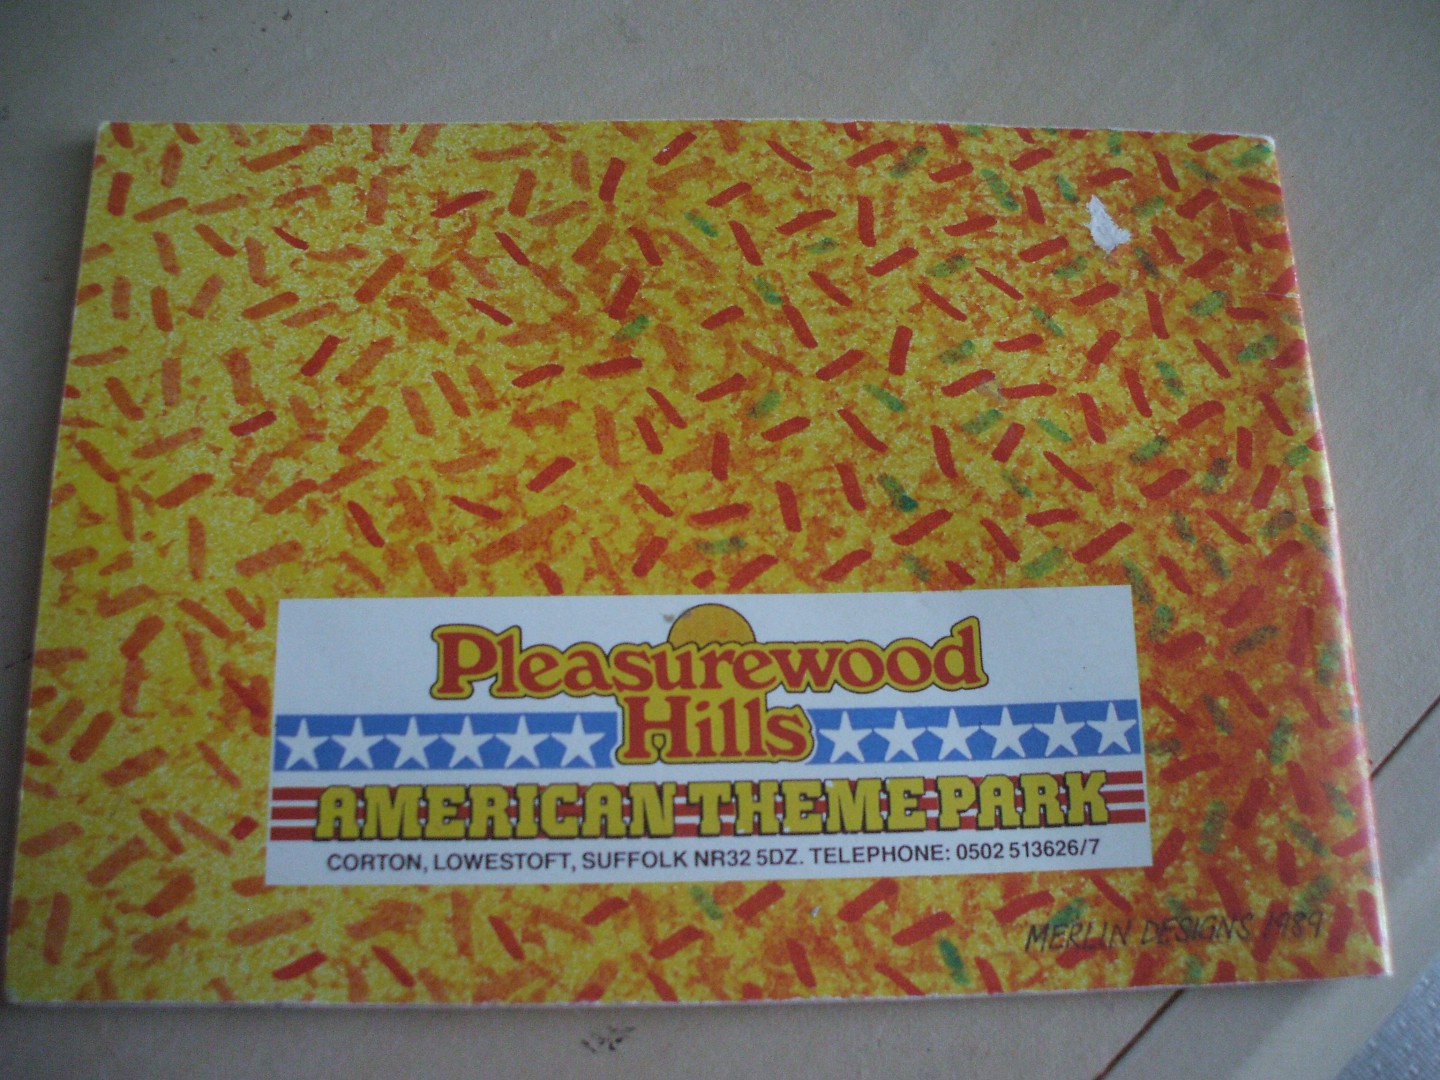 Pleasurewood
Hills
AMERICAN THEME PARK
CORTON, LOWESTOFT, SUFFOLK NR32 5DZ. TELEPHONE: 0502 513626/7
MERLIN DESIGNS 1989